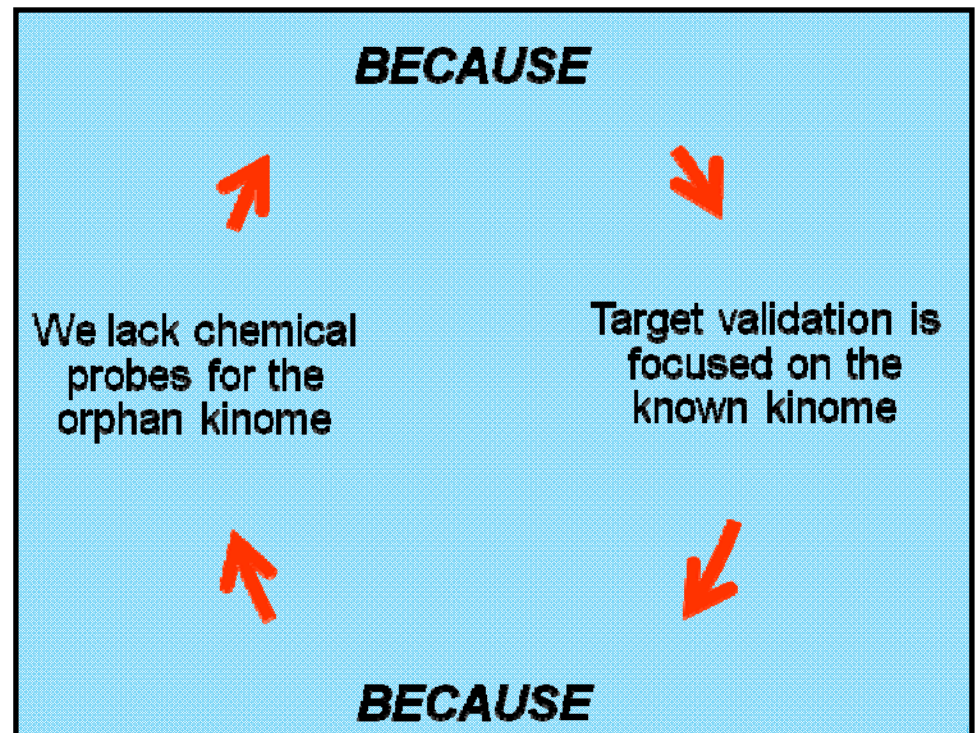 BECAUSE
We lack chemical
probes for the
orphan kinome
Target validation is
focused on the
known kinome
BECAUSE